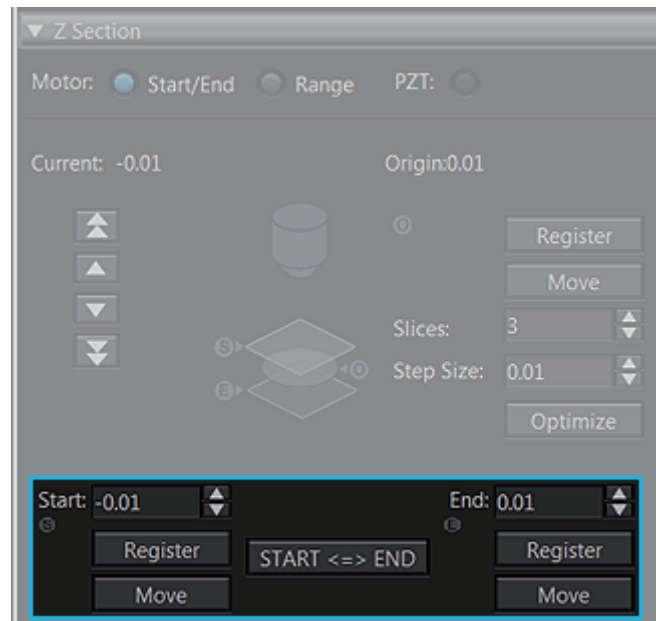 Z Section
Motor: Start/End Range PZT:
Current: -0.01 Origin:0.01
O
Register
Move
Slices: 3
S
O
Step Size: 0.01
E
Optimize
Start: -0.01 End: 0.01
S E
Register START <=> END Register
Move Move